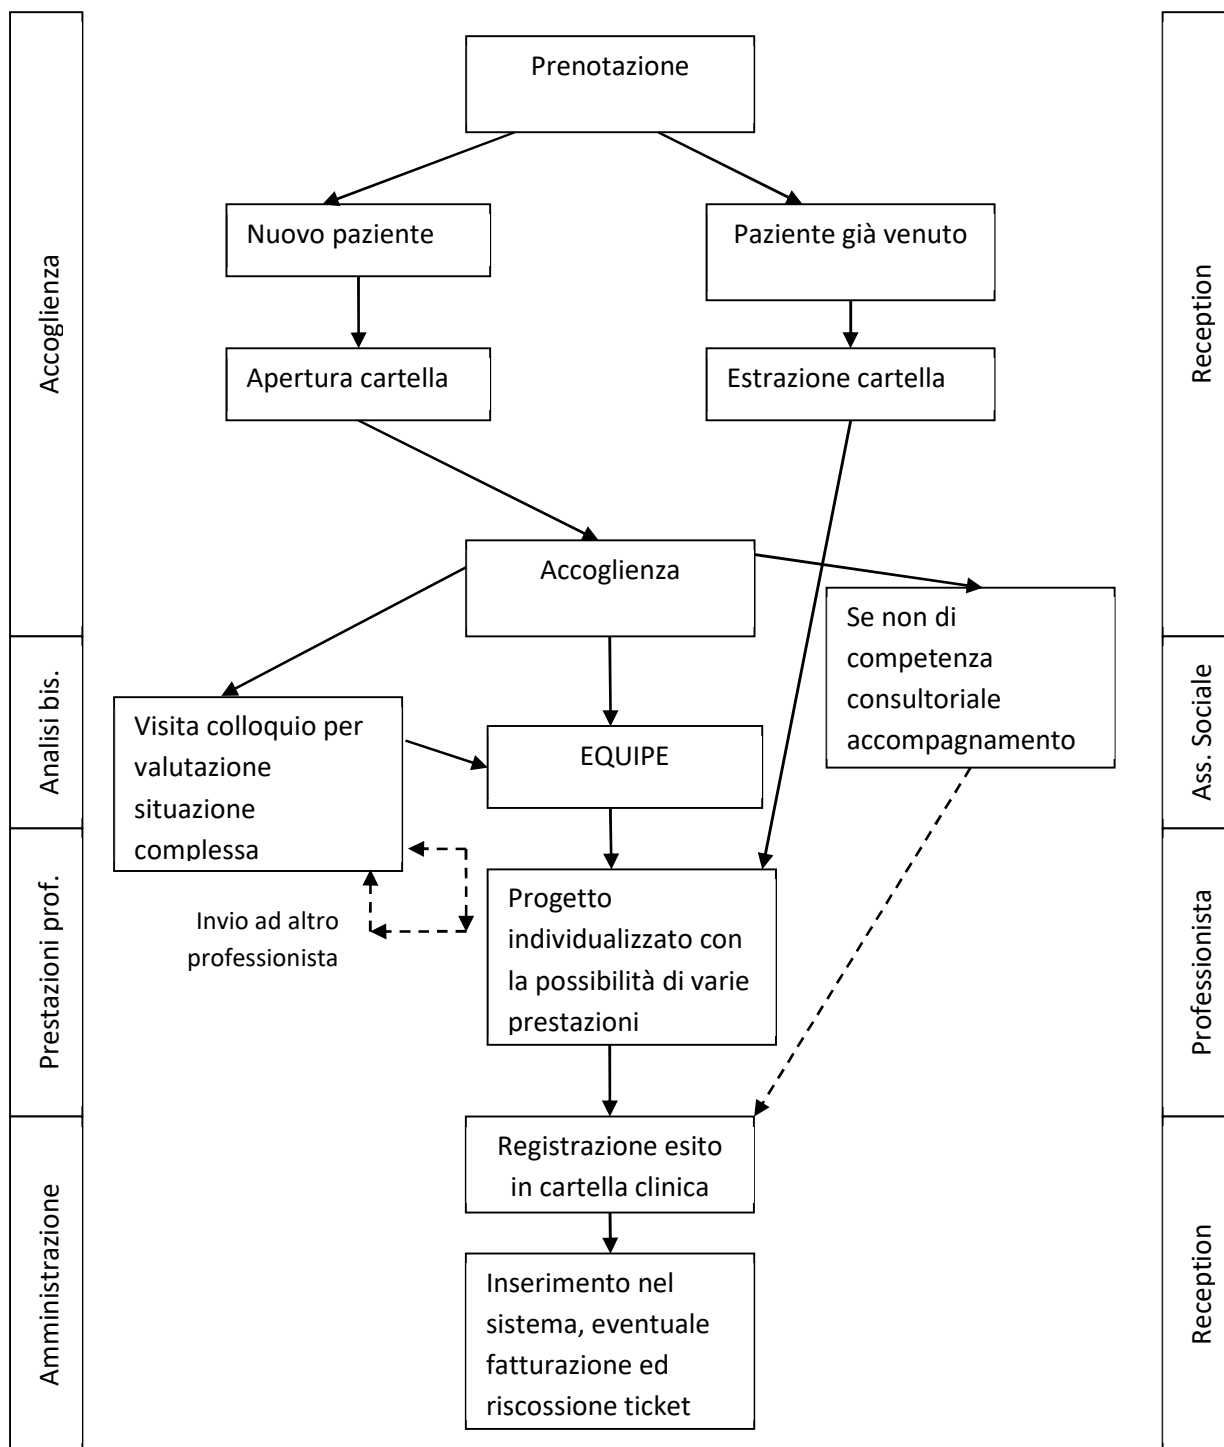 Prenotazione
Nuovo paziente
Paziente già venuto
Accoglienza
Reception
Apertura cartella
Estrazione cartella
Accoglienza
Se non di
competenza
consultoriale
accompagnamento
Analisi bis.
Ass. Sociale
Visita colloquio per
valutazione
situazione
complessa
EQUIPE
Prestazioni prof.
Professionista
Invio ad altro
professionista
Progetto
individualizzato con
la possibilità di varie
prestazioni
Registrazione esito
in cartella clinica
Amministrazione
Reception
Inserimento nel
sistema, eventuale
fatturazione ed
riscossione ticket